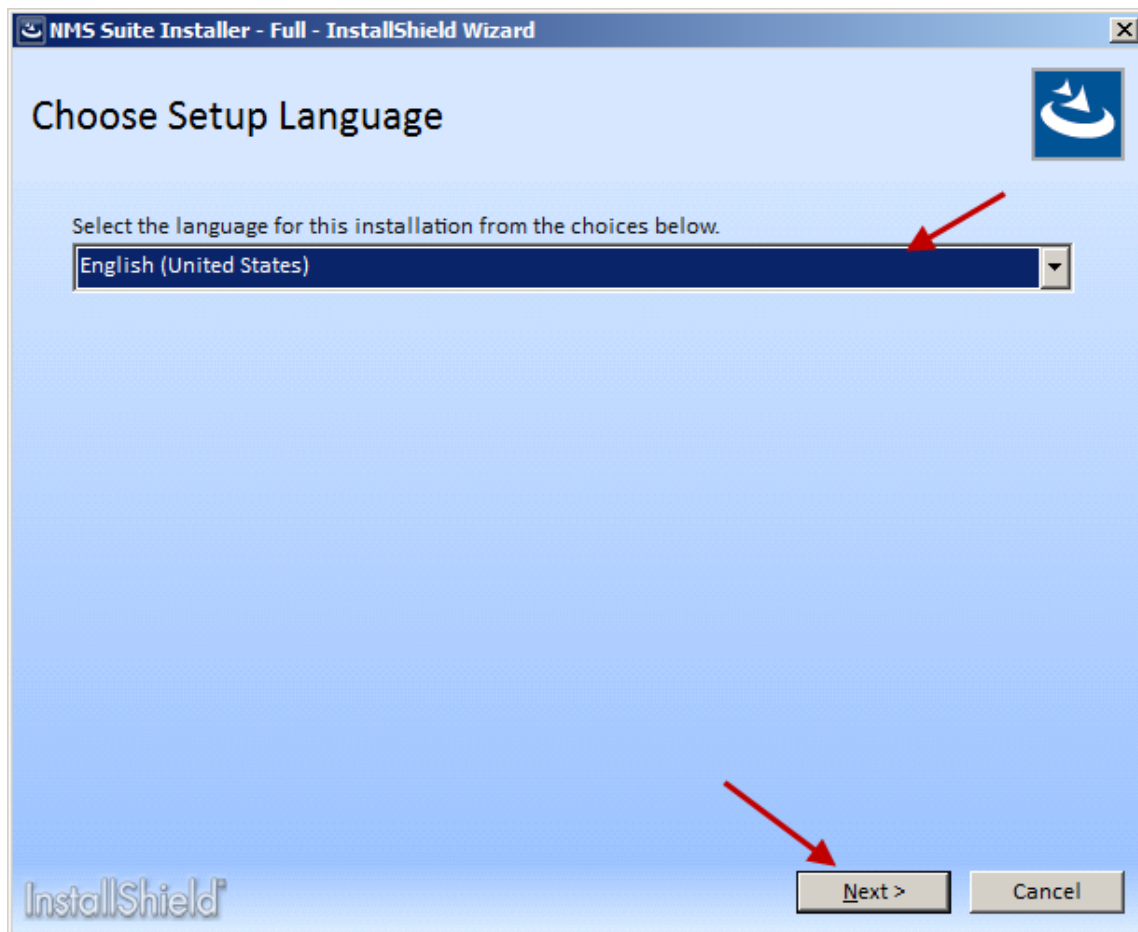 NMS Suite Installer - Full - InstallShield Wizard
Choose Setup Language
Select the language for this installation from the choices below.
English (United States)
InstallShield®
Next >
Cancel